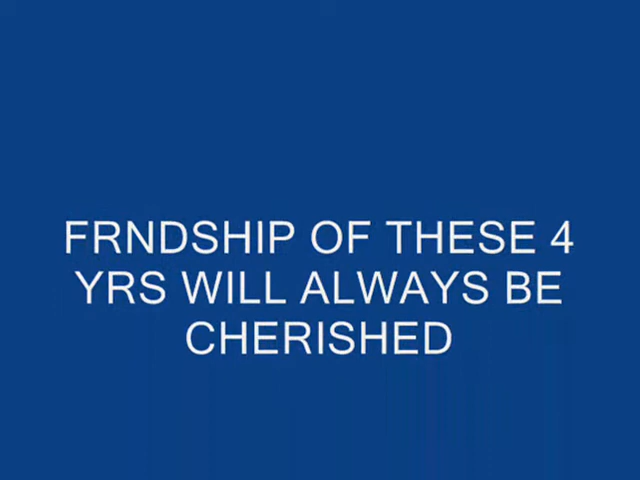 FRNDSHIP OF THESE 4
YRS WILL ALWAYS BE
CHERISHED